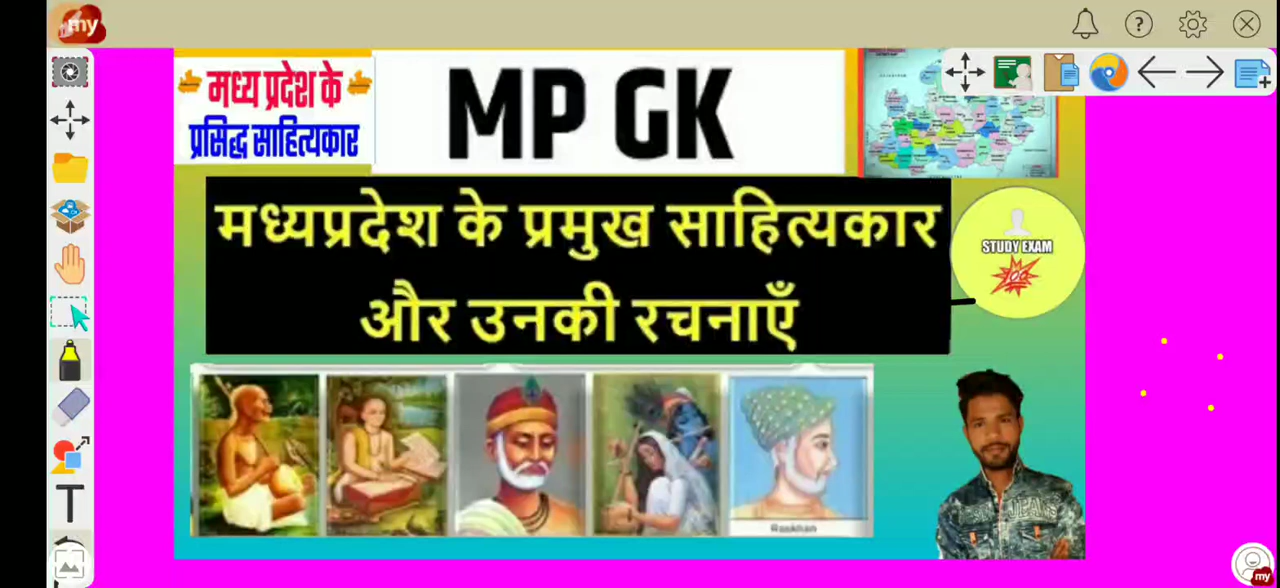 my
मध्य प्रदेश के
प्रसिद्ध साहित्यकार
MP GK
मध्यप्रदेश के प्रमुख साहित्यकार
और उनकी रचनाएँ
STUDY EXAM
100
Raskhan
JEANS
T
my